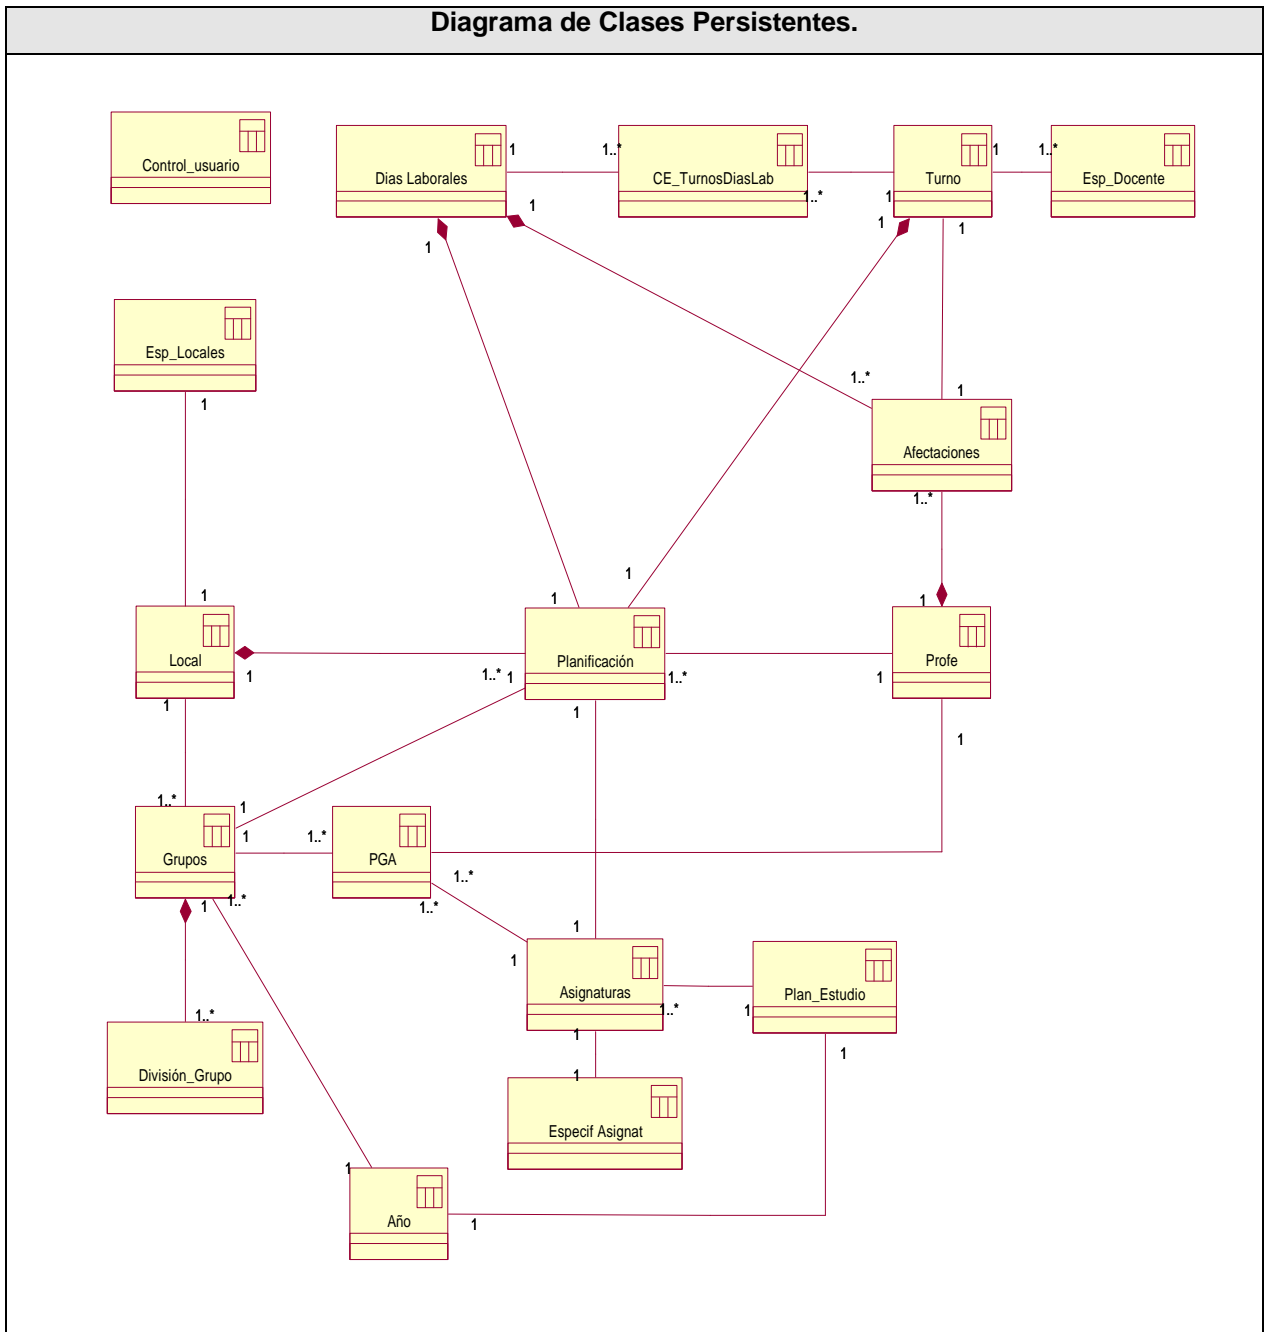 Diagrama de Clases Persistentes.
Control_usuario
Dias Laborales
1
1..*
CE_TurnosDiasLab
Turno
1
1..*
Esp_Docente
1
1
1..*
1
1
1
Esp_Locales
1
1..*
1
Afectaciones
1..*
1
1
1
1
Local
1
1..*
1
Planificación
1..*
1
Profe
1
1
1
1..*
1
1
1..*
Grupos
PGA
1..*
1
1..*
1..*
1
1
Asignaturas
1..*
1
Plan_Estudio
1..*
1
1
División_Grupo
1
Especif Asignat
1
Año
1